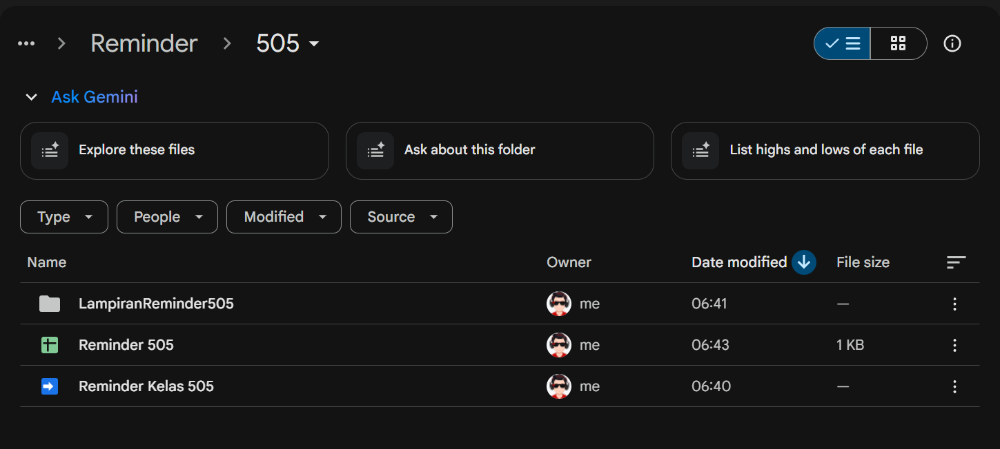 Reminder 505
Ask Gemini
Explore these files Ask about this folder List highs and lows of each file
Type People Modified Source
Name Owner Date modified File size
LampiranReminder505 me 06:41 —
Reminder 505 me 06:43 1 KB
Reminder Kelas 505 me 06:40 —